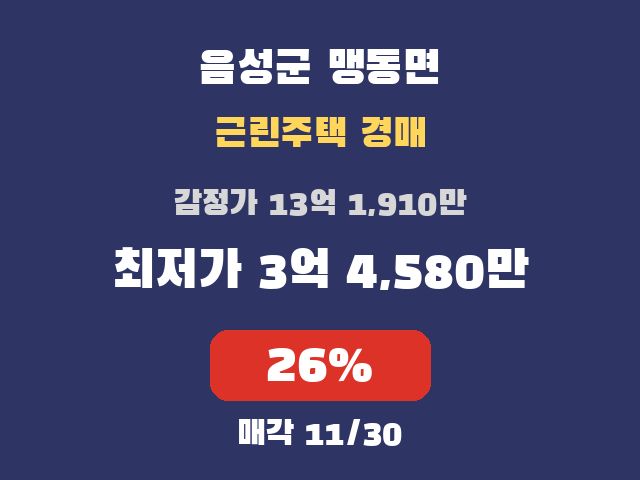 음성군 맹동면
근린주택 경매
감정가 13억 1,910만
최저가 3억 4,580만
26%
매각 11/30